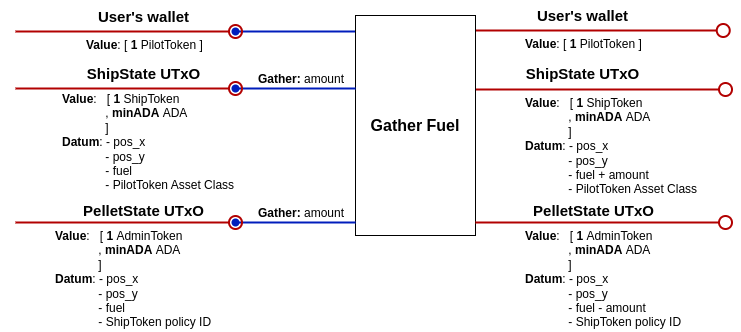 User's wallet
Value: [ 1 PilotToken ]
ShipState UTxO
Gather: amount
Value: [ 1 ShipToken
, minADA ADA
]
Datum: - pos_x
- pos_y
- fuel
- PilotToken Asset Class
PelletState UTxO
Gather: amount
Value: [ 1 AdminToken
, minADA ADA
]
Datum: - pos_x
- pos_y
- fuel
- ShipToken policy ID
Gather Fuel
User's wallet
Value: [ 1 PilotToken ]
ShipState UTxO
Value: [ 1 ShipToken
, minADA ADA
]
Datum: - pos_x
- pos_y
- fuel + amount
- PilotToken Asset Class
PelletState UTxO
Value: [ 1 AdminToken
, minADA ADA
]
Datum: - pos_x
- pos_y
- fuel - amount
- ShipToken policy ID